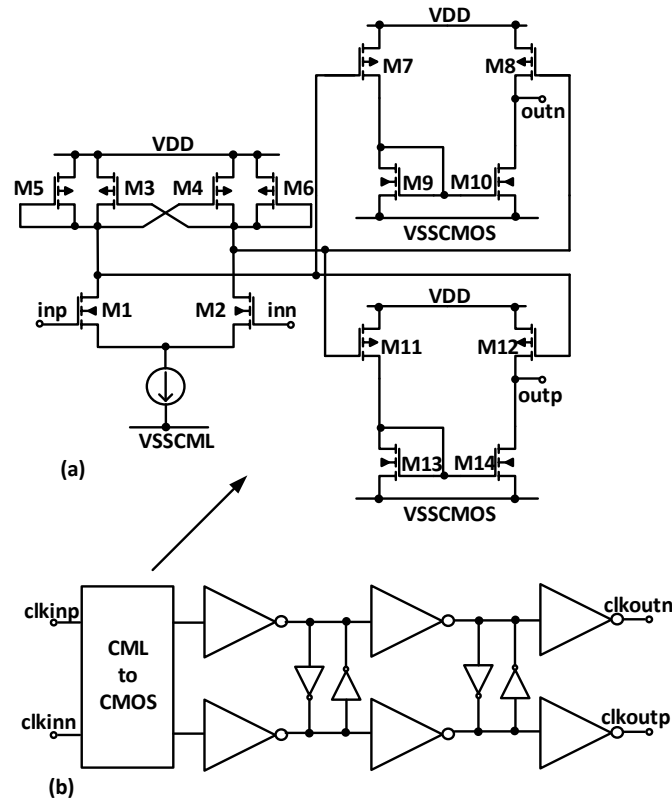 VDD
M7
M8
outn
VDD
M5
M3
M4
M6
M9
M10
VSSCMOS
inp
M1
M2
inn
VDD
M11
M12
outp
VSSCML
(a)
M13
M14
VSSCMOS
clkinp
clkoutn
CML
to
CMOS
clkinn
clkoutp
(b)